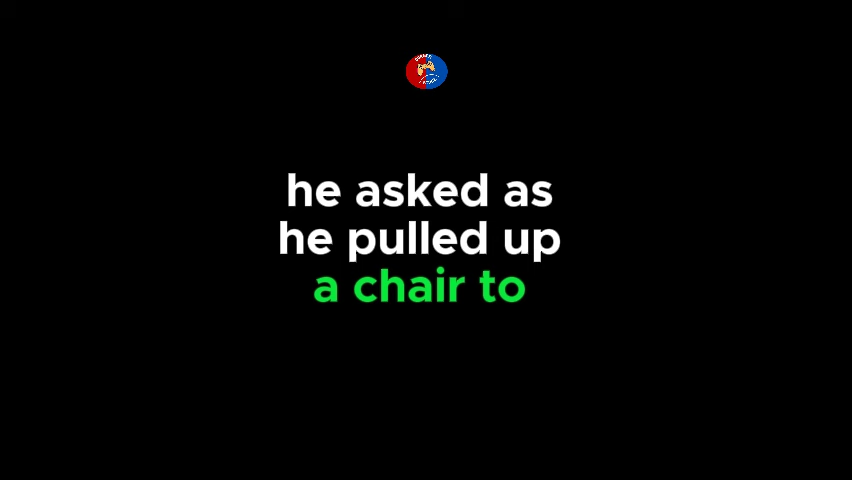 he asked as
he pulled up
a chair to